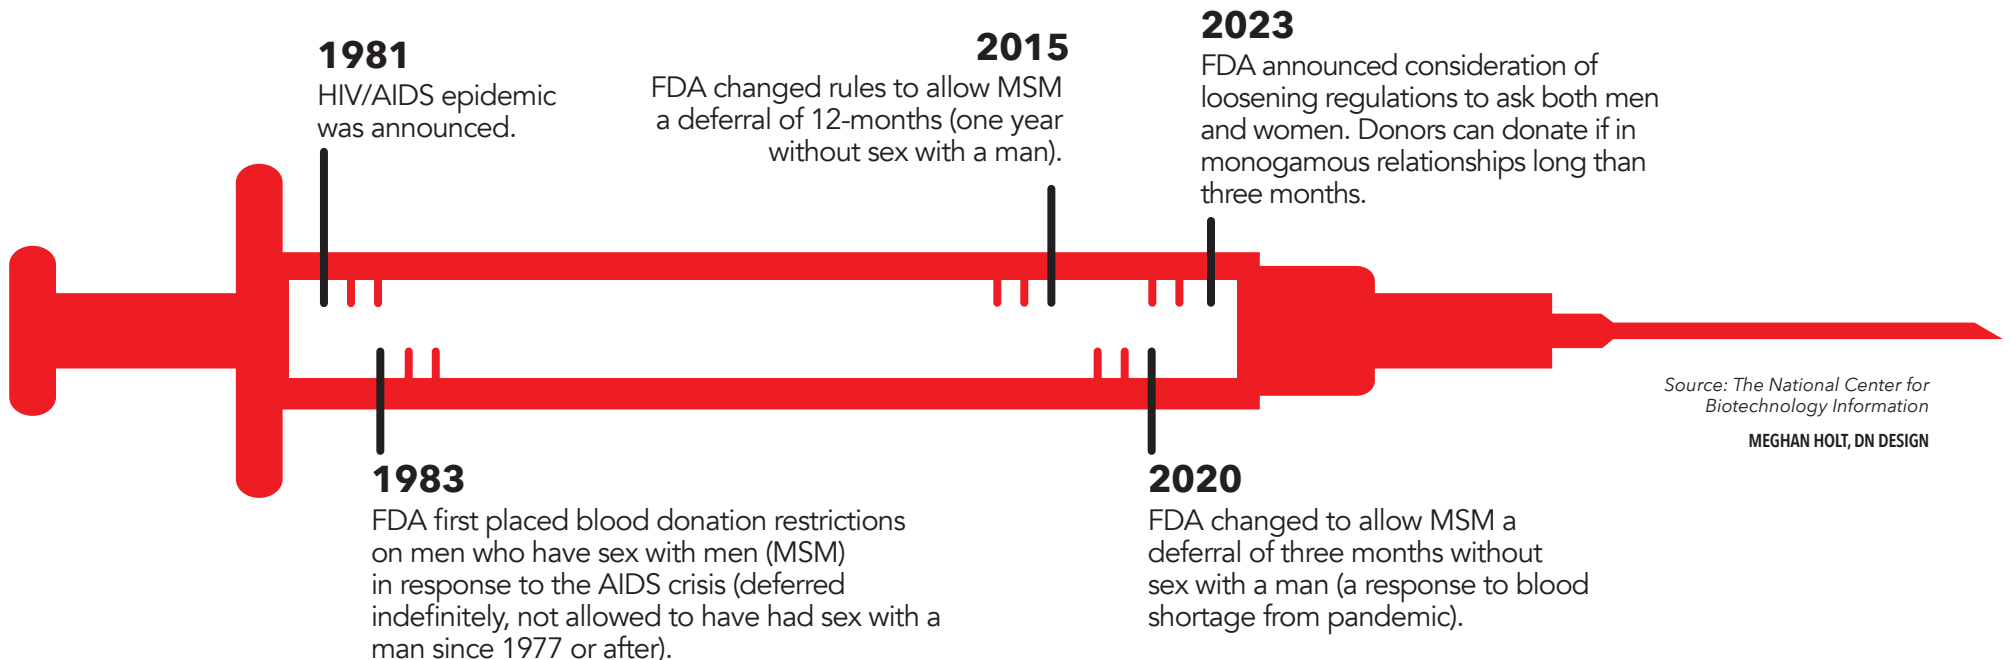 1981
HIV/AIDS epidemic
was announced.
2015
FDA changed rules to allow MSM
a deferral of 12-months (one year
without sex with a man).
2023
FDA announced consideration of
loosening regulations to ask both men
and women. Donors can donate if in
monogamous relationships long than
three months.
1983
FDA first placed blood donation restrictions
on men who have sex with men (MSM)
in response to the AIDS crisis (deferred
indefinitely, not allowed to have had sex with a
man since 1977 or after).
2020
FDA changed to allow MSM a
deferral of three months without
sex with a man (a response to blood
shortage from pandemic).
Source: The National Center for
Biotechnology Information
MEGHAN HOLT, DN DESIGN